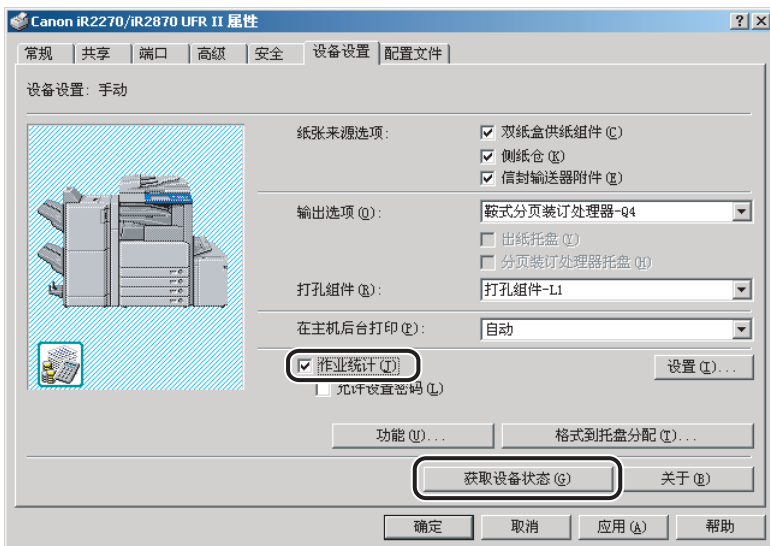 Canon iR2270/iR2870 UFR II 属性
常规 共享 端口 高级 安全 设备设置 配置文件
设备设置: 手动
纸张来源选项: 双纸盒供纸组件(C)
侧纸仓(K)
信封输送器附件(E)
输出选项(O): 鞍式分页装订处理器-Q4
出纸托盘(Y)
分页装订处理器托盘(H)
打孔组件(R): 打孔组件-L1
在主机后台打印(P): 自动
作业统计(J) 设置(I)...
允许设置密码(L)
功能(U)... 格式到托盘分配(T)...
获取设备状态(G) 关于(B)
确定 取消 应用(A) 帮助